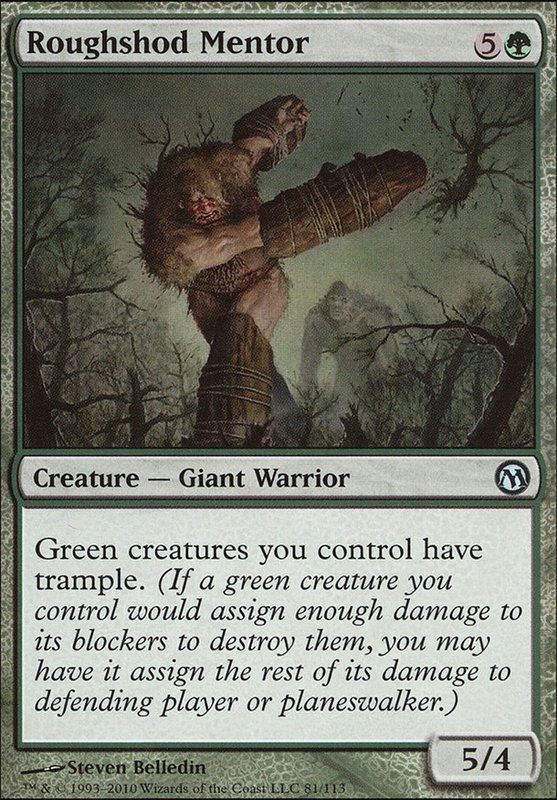 Roughshod Mentor 5
Creature — Giant Warrior
Green creatures you control have
trample. (If a green creature you
control would assign enough damage to
its blockers to destroy them, you may
have it assign the rest of its damage to
defending player or planeswalker.)
5/4
Steven Belledin
™ & © 1993–2010 Wizards of the Coast LLC 81/113